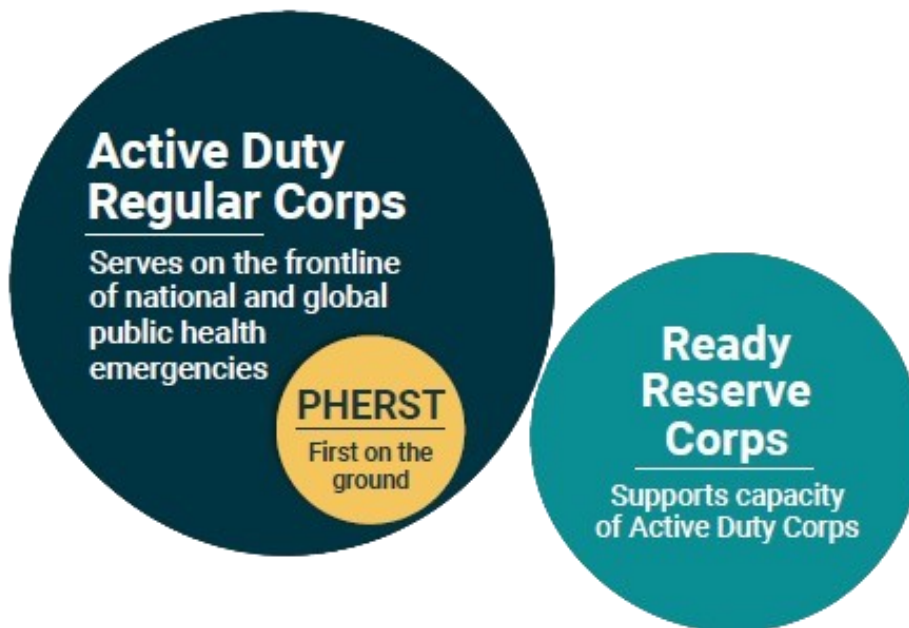 Active Duty
Regular Corps
Serves on the frontline
of national and global
public health
emergencies
PHERST
First on the
ground
Ready
Reserve
Corps
Supports capacity
of Active Duty Corps